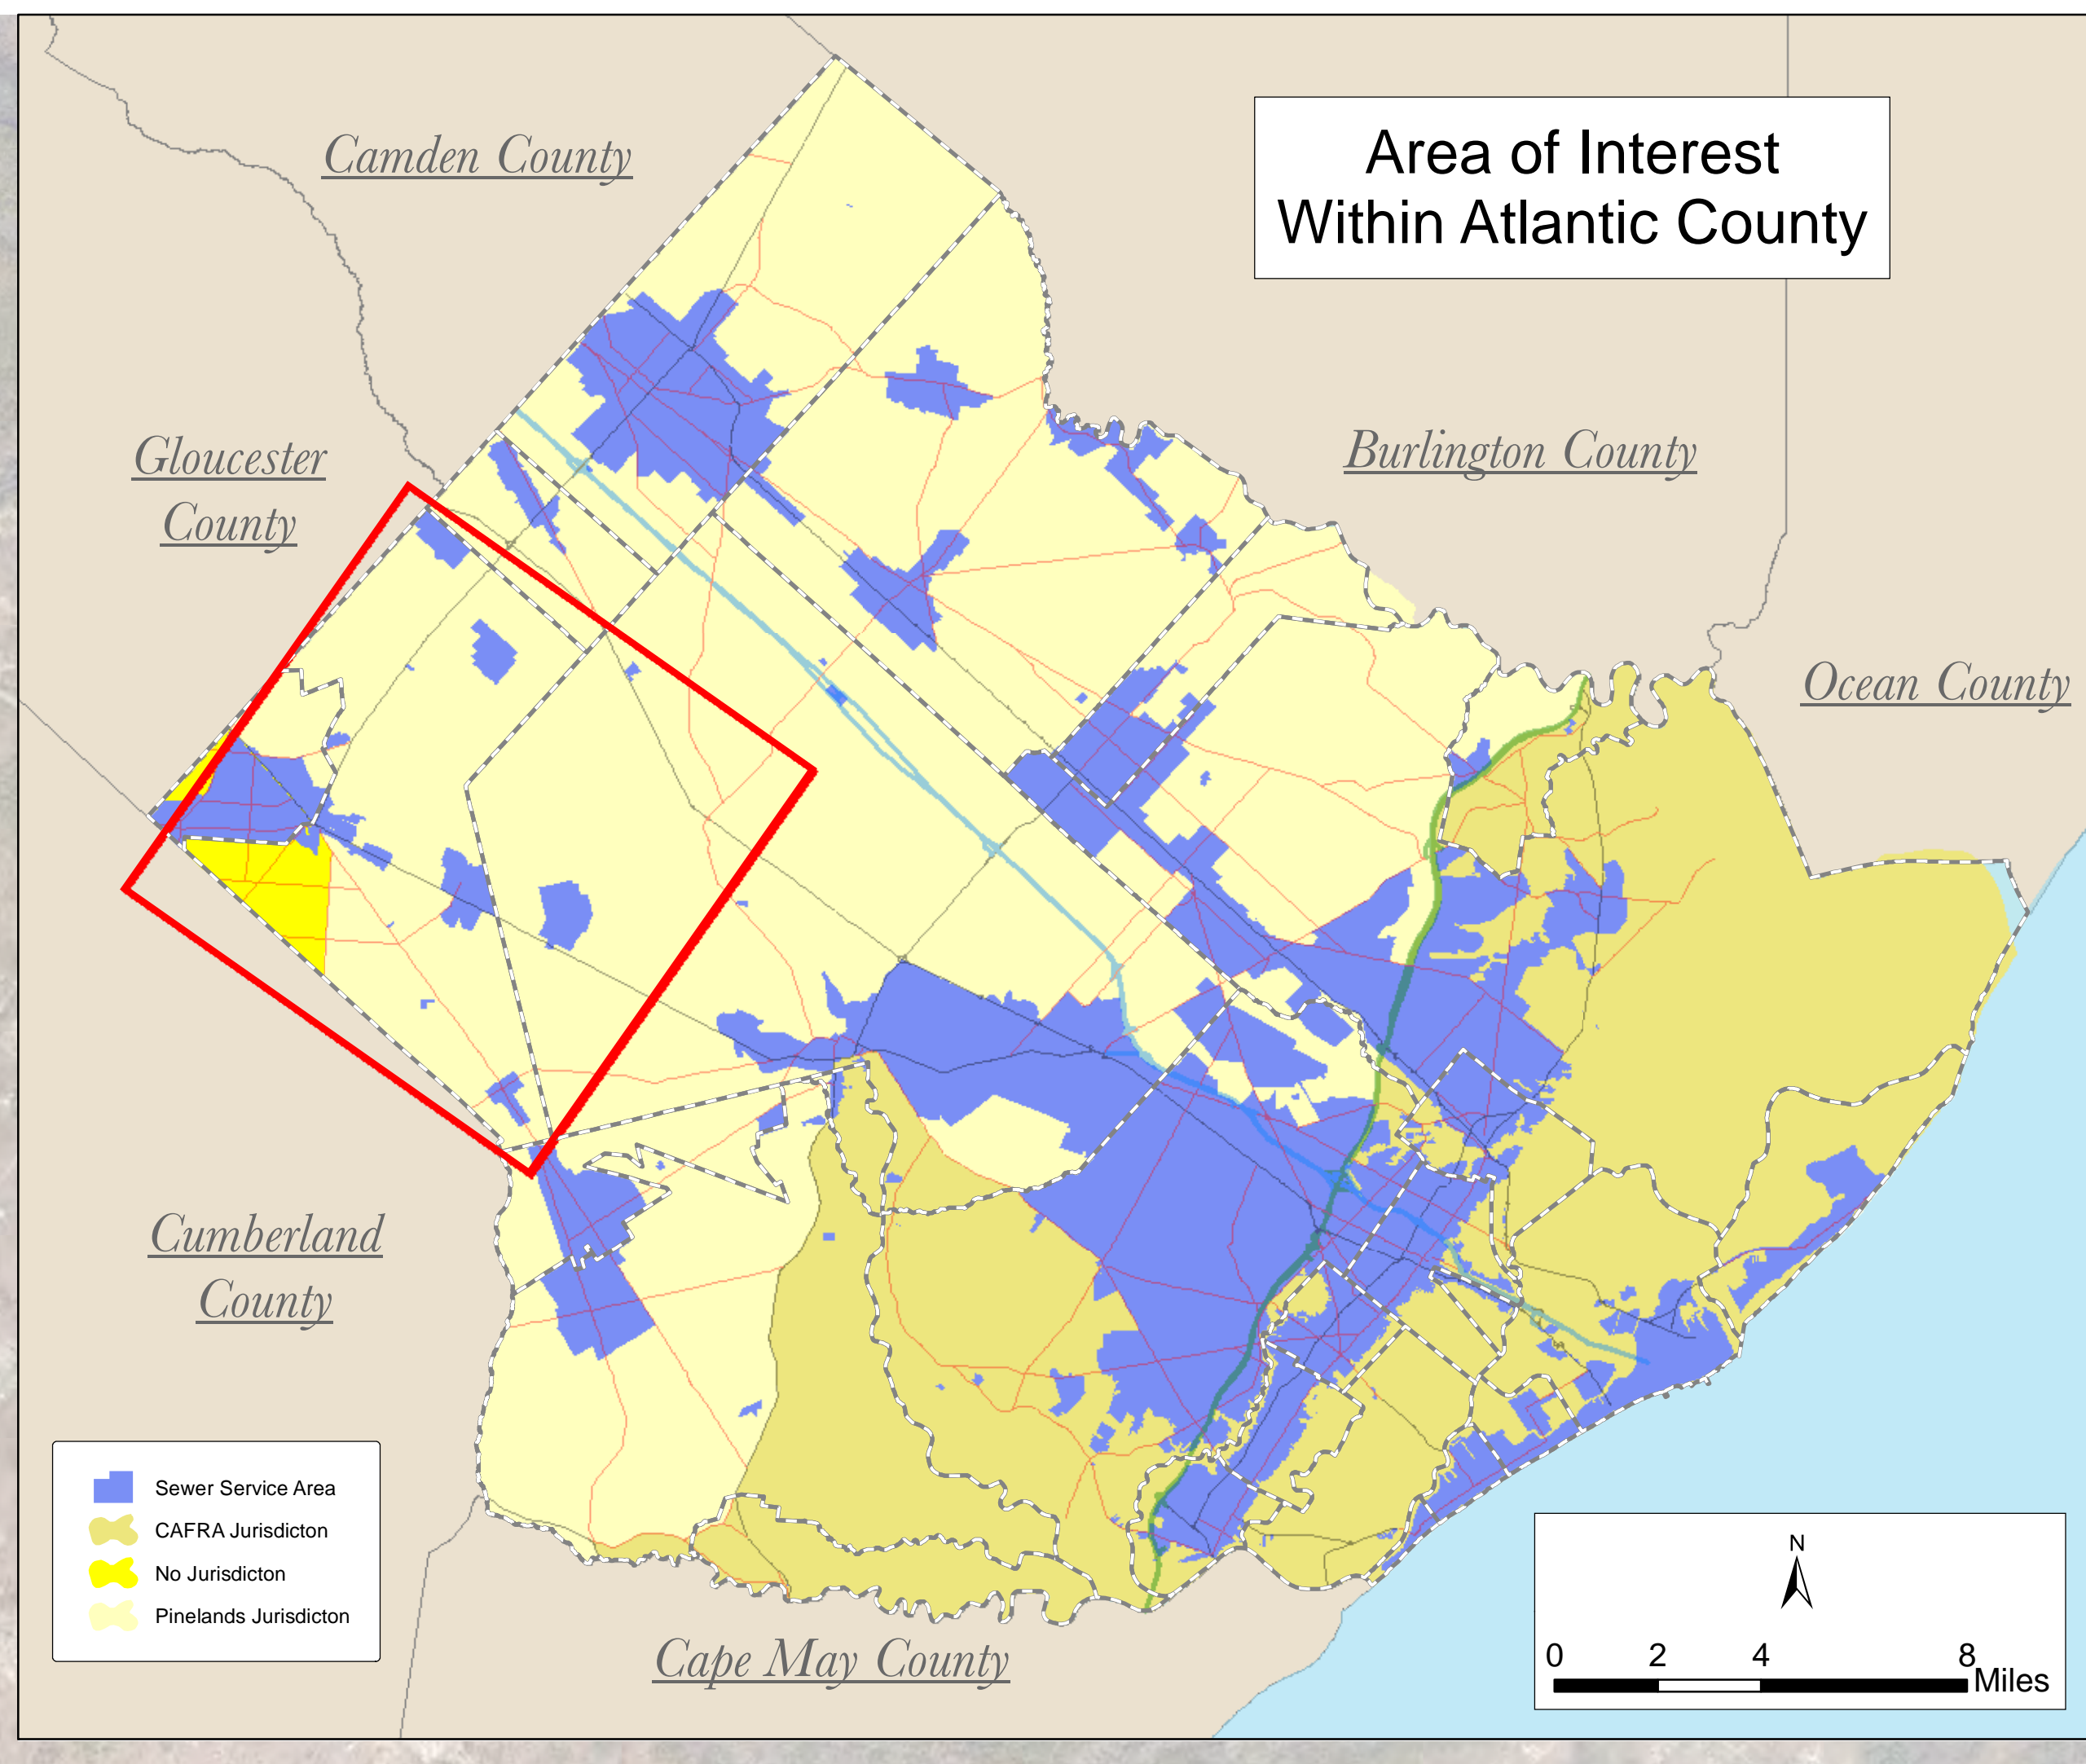 Area of Interest
Within Atlantic County
Camden County
Gloucester
County
Burlington County
Ocean County
Cumberland
County
Cape May County
Sewer Service Area
CAFRA Jurisdicton
No Jurisdicton
Pinelands Jurisdicton
N
0 2 4 8
Miles